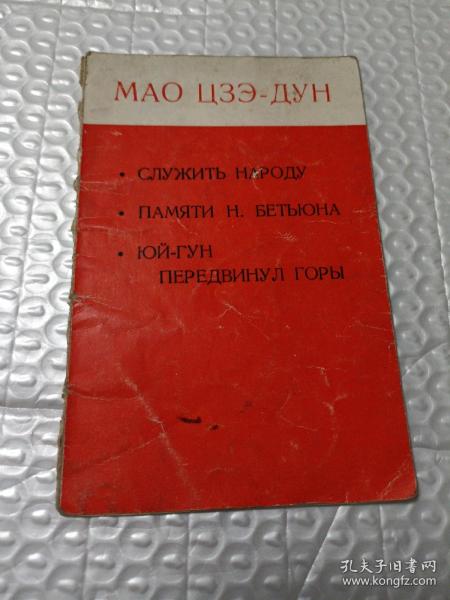 МАО ЦЗЭ-ДУН
• СЛУЖИТЬ НАРОДУ
• ПАМЯТИ Н. БЕТЬЮНА
• ЮЙ-ГУН
ПЕРЕДВИНУЛ ГОРЫ
孔夫子旧书网
www.kongfz.com